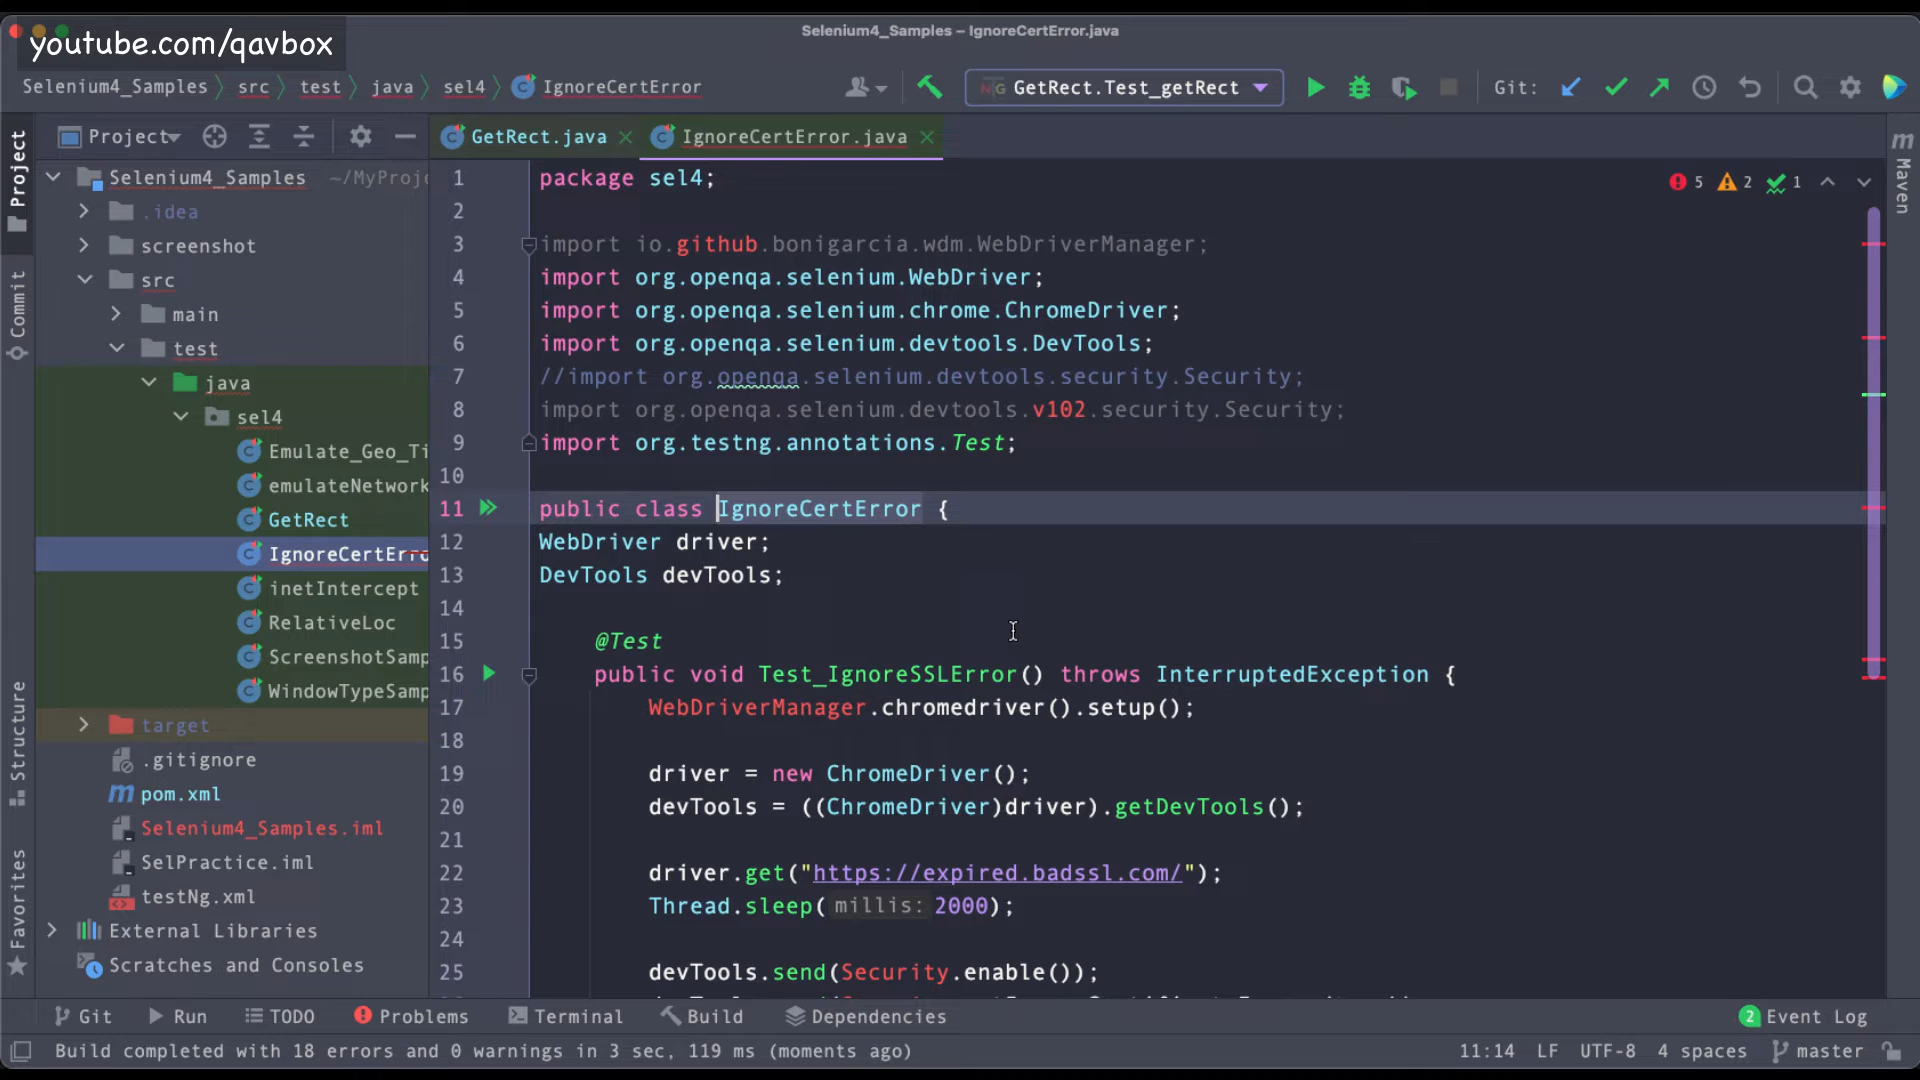 youtube.com/qavbox
Selenium4_Samples – IgnoreCertError.java
Selenium4_Samples src test java sel4 IgnoreCertError
GetRect.Test_getRect
Git:
Project
GetRect.java
IgnoreCertError.java
Project
Commit
Structure
Favorites
Maven
Selenium4_Samples ~/MyProj
.idea
screenshot
src
main
test
java
sel4
Emulate_Geo_Ti
emulateNetwork
GetRect
IgnoreCertErro
inetIntercept
RelativeLoc
ScreenshotSamp
WindowTypeSamp
target
.gitignore
pom.xml
Selenium4_Samples.iml
SelPractice.iml
testNg.xml
External Libraries
Scratches and Consoles
5 2 1
1 package sel4;
2
3 import io.github.bonigarcia.wdm.WebDriverManager;
4 import org.openqa.selenium.WebDriver;
5 import org.openqa.selenium.chrome.ChromeDriver;
6 import org.openqa.selenium.devtools.DevTools;
7 //import org.openqa.selenium.devtools.security.Security;
8 import org.openqa.selenium.devtools.v102.security.Security;
9 import org.testng.annotations.Test;
10
11 public class IgnoreCertError {
12 WebDriver driver;
13 DevTools devTools;
14
15 @Test
16 public void Test_IgnoreSSLError() throws InterruptedException {
17 WebDriverManager.chromedriver().setup();
18
19 driver = new ChromeDriver();
20 devTools = ((ChromeDriver)driver).getDevTools();
21
22 driver.get("https://expired.badssl.com/");
23 Thread.sleep( millis: 2000);
24
25 devTools.send(Security.enable());
Git
Run
TODO
Problems
Terminal
Build
Dependencies
2 Event Log
Build completed with 18 errors and 0 warnings in 3 sec, 119 ms (moments ago)
11:14 LF UTF-8 4 spaces master